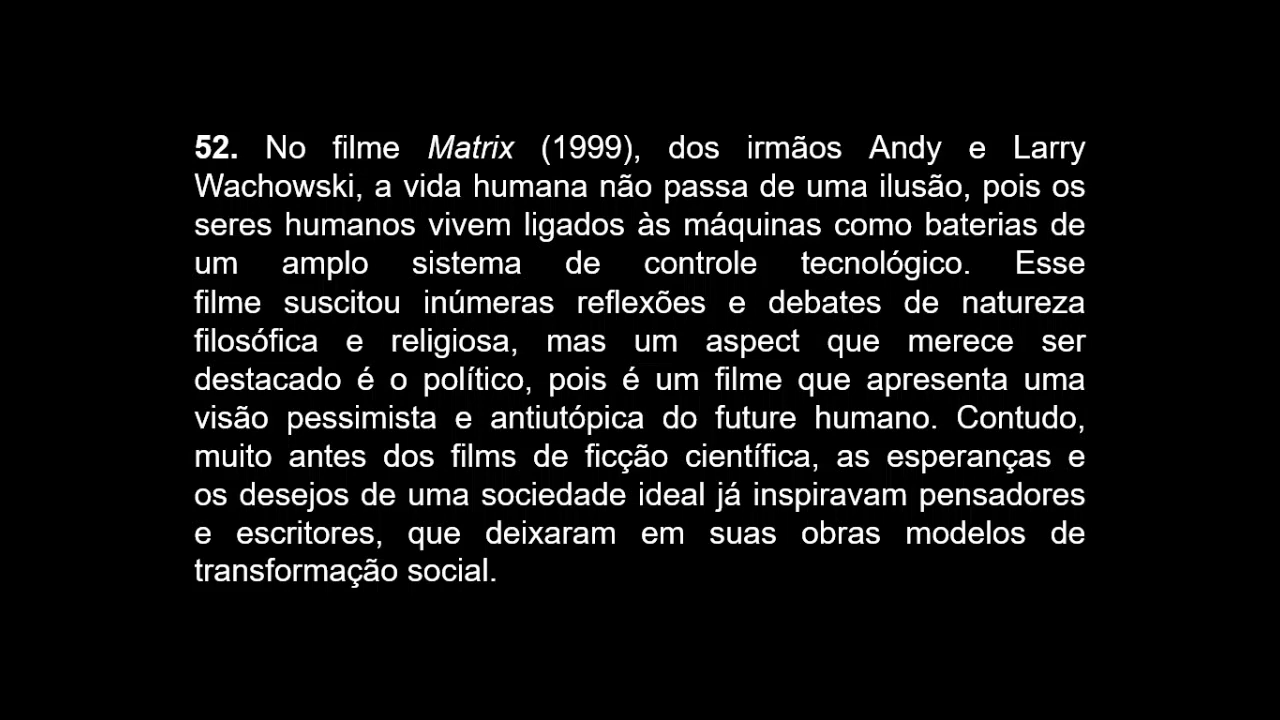 52. No filme Matrix (1999), dos irmãos Andy e Larry
Wachowski, a vida humana não passa de uma ilusão, pois os
seres humanos vivem ligados às máquinas como baterias de
um amplo sistema de controle tecnológico. Esse
filme suscitou inúmeras reflexões e debates de natureza
filosófica e religiosa, mas um aspect que merece ser
destacado é o político, pois é um filme que apresenta uma
visão pessimista e antiutópica do future humano. Contudo,
muito antes dos films de ficção científica, as esperanças e
os desejos de uma sociedade ideal já inspiravam pensadores
e escritores, que deixaram em suas obras modelos de
transformação social.